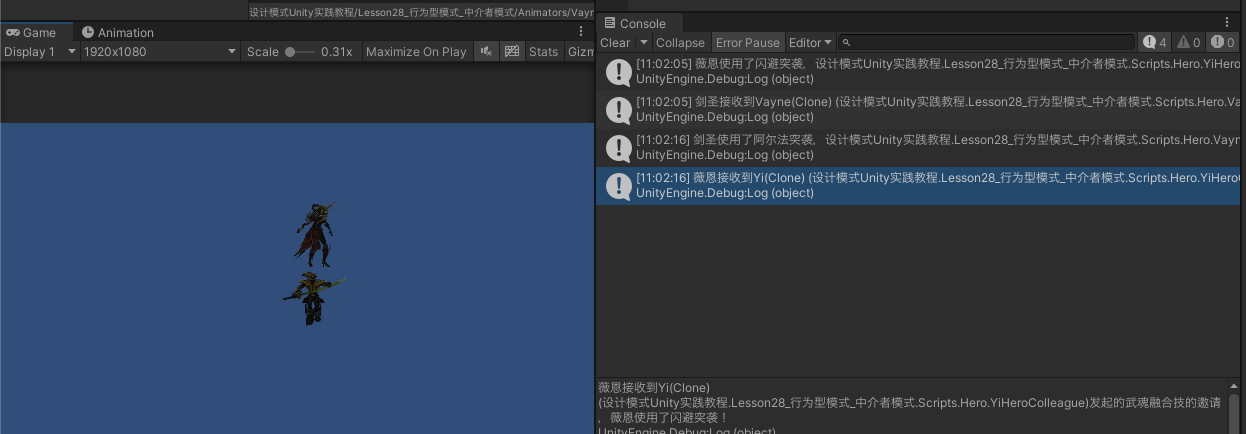 设计模式Unity实践教程/Lesson28_行为型模式_中介者模式/Animators/Vayn
Game
Animation
Display 1
1920x1080
Scale
0.31x
Maximize On Play
Stats
Gizm
Console
Clear
Collapse
Error Pause
Editor
4
0
0
[11:02:05] 薇恩使用了闪避突袭，设计模式Unity实践教程.Lesson28_行为型模式_中介者模式.Scripts.Hero.YiHero
UnityEngine.Debug:Log (object)
[11:02:05] 剑圣接收到Vayne(Clone) (设计模式Unity实践教程.Lesson28_行为型模式_中介者模式.Scripts.Hero.Va
UnityEngine.Debug:Log (object)
[11:02:16] 剑圣使用了阿尔法突袭，设计模式Unity实践教程.Lesson28_行为型模式_中介者模式.Scripts.Hero.Vayn
UnityEngine.Debug:Log (object)
[11:02:16] 薇恩接收到Yi(Clone) (设计模式Unity实践教程.Lesson28_行为型模式_中介者模式.Scripts.Hero.YiHeroC
UnityEngine.Debug:Log (object)
薇恩接收到Yi(Clone)
(设计模式Unity实践教程.Lesson28_行为型模式_中介者模式.Scripts.Hero.YiHeroColleague)发起的武魂融合技的邀请
，薇恩使用了闪避突袭！
UnityEngine.Debug:Log (object)